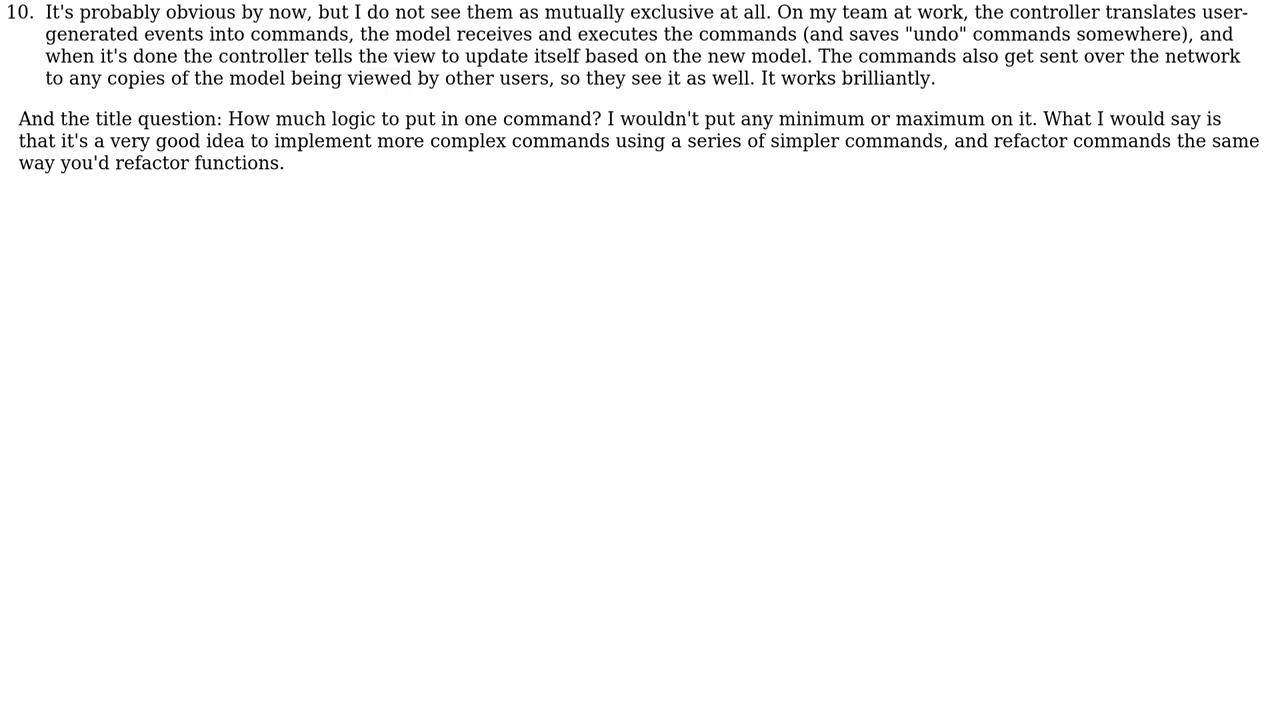 10. It's probably obvious by now, but I do not see them as mutually exclusive at all. On my team at work, the controller translates user-
generated events into commands, the model receives and executes the commands (and saves "undo" commands somewhere), and
when it's done the controller tells the view to update itself based on the new model. The commands also get sent over the network
to any copies of the model being viewed by other users, so they see it as well. It works brilliantly.
And the title question: How much logic to put in one command? I wouldn't put any minimum or maximum on it. What I would say is
that it's a very good idea to implement more complex commands using a series of simpler commands, and refactor commands the same
way you'd refactor functions.